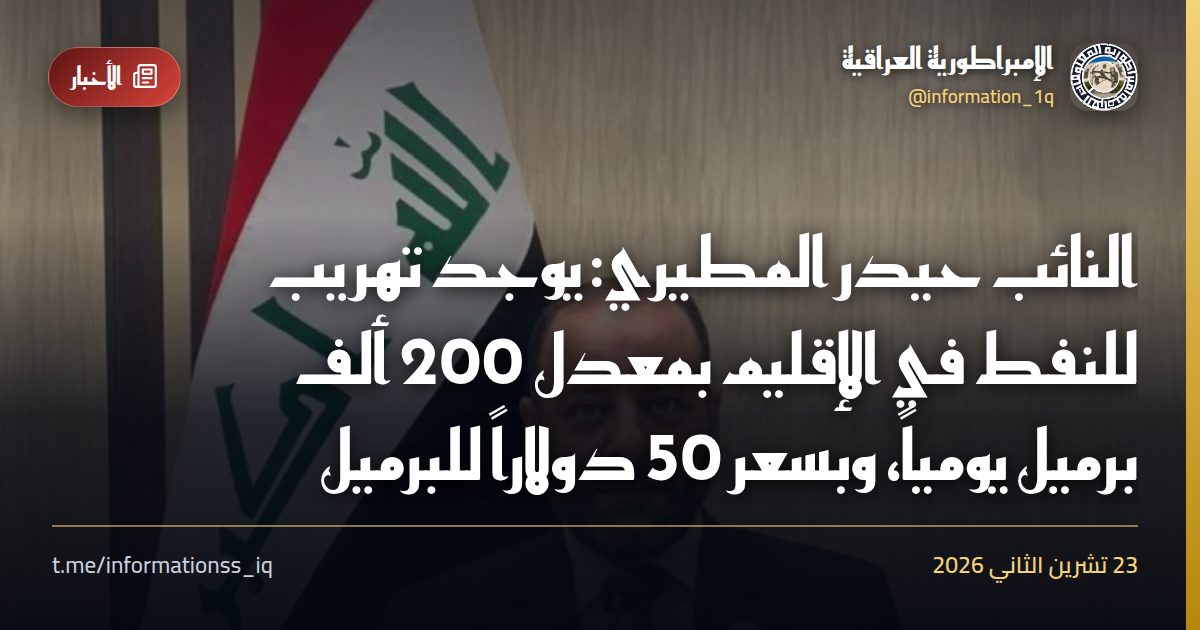 الإمبراطورية العراقية
@information_1q
الأخبار
النائب حيدر المطيري: يوجد تهريب
للنفط في الإقليم بمعدل 200 ألف
برميل يومياً، وبسعر 50 دولاراً للبرميل
23 تشرين الثاني 2026
t.me/informationss_iq